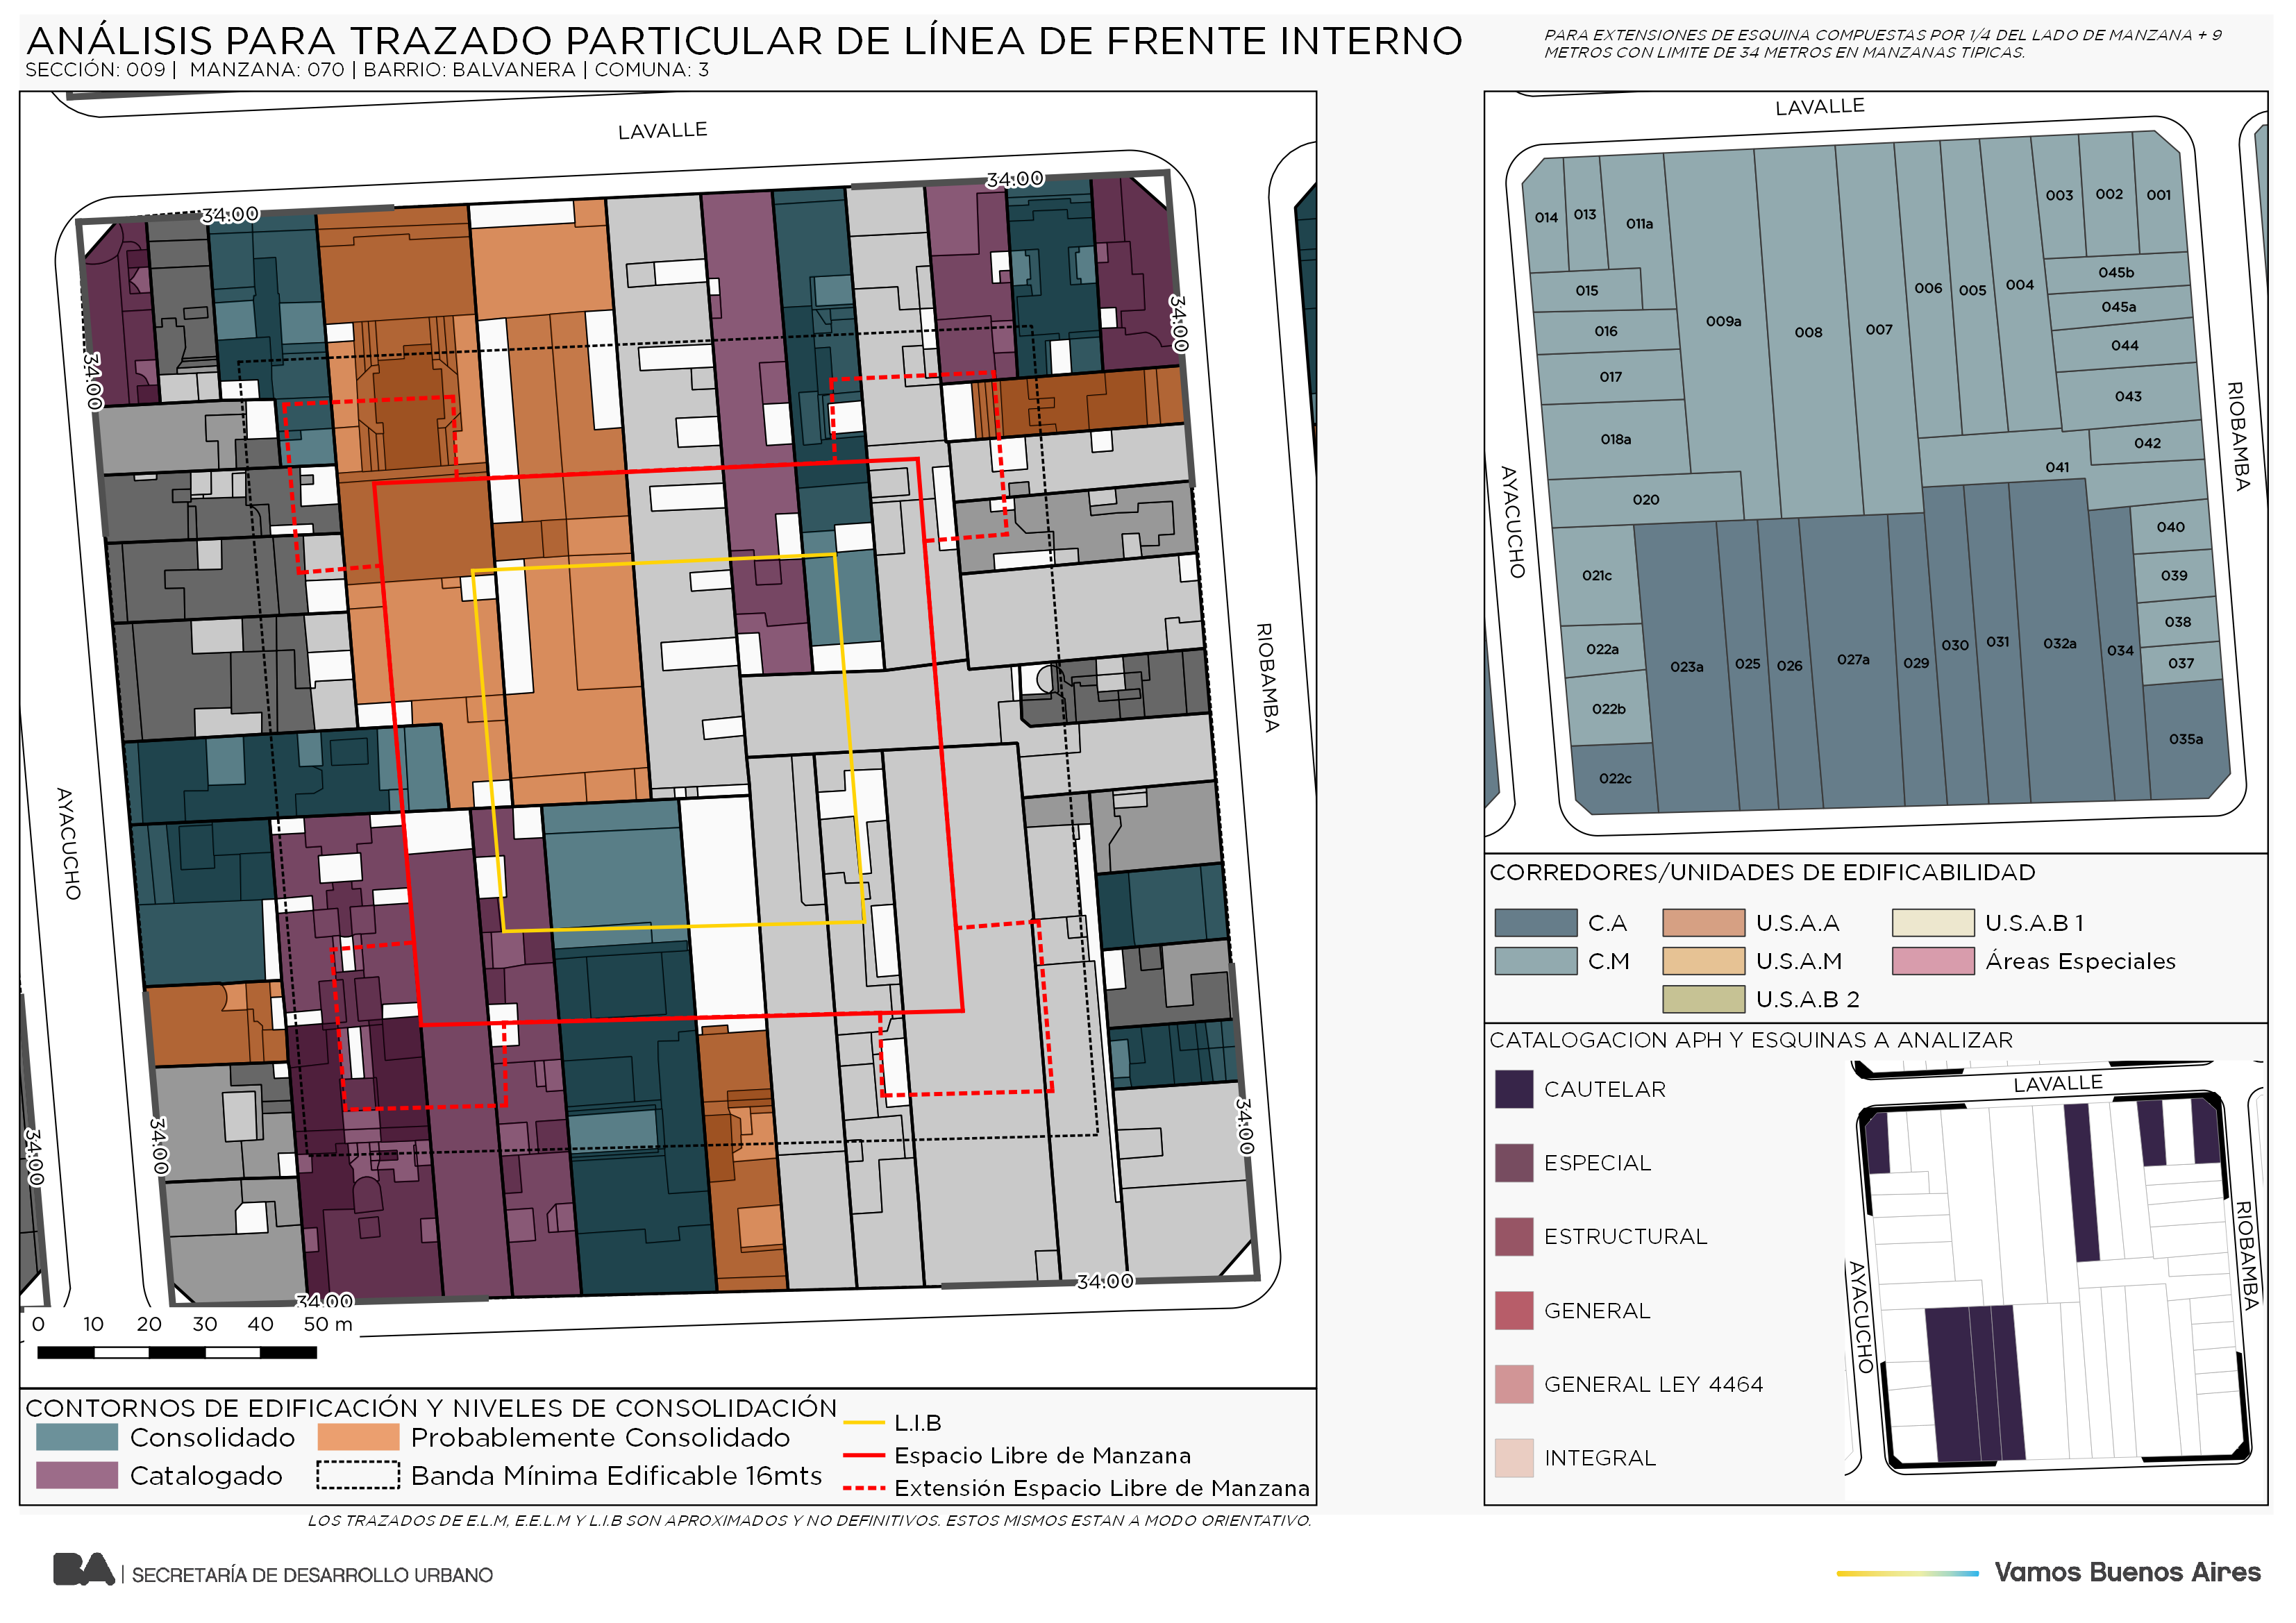 ANÁLISIS PARA TRAZADO PARTICULAR DE LÍNEA DE FRENTE INTERNO
SECCIÓN: 009 | MANZANA: 070 | BARRIO: BALVANERA | COMUNA: 3
PARA EXTENSIONES DE ESQUINA COMPUESTAS POR 1/4 DEL LADO DE MANZANA + 9
METROS CON LIMITE DE 34 METROS EN MANZANAS TIPICAS.
LAVALLE
34.00
34.00
34.00
34.00
RIOBAMBA
AYACUCHO
34.00
34.00
34.00
34.00
34.00
0 10 20 30 40 50 m
CONTORNOS DE EDIFICACIÓN Y NIVELES DE CONSOLIDACIÓN
Consolidado
Probablemente Consolidado
Catalogado
Banda Mínima Edificable 16mts
L.I.B
Espacio Libre de Manzana
Extensión Espacio Libre de Manzana
LAVALLE
003 002 001
014 013 011a
045b
015
045a
006 005 004
016
009a 008 007
044
017
043
018a
042
041
020
040
021c
039
038
022a
030 031 032a 034
037
023a 025 026 027a 029
022b
035a
022c
AYACUCHO
RIOBAMBA
CORREDORES/UNIDADES DE EDIFICABILIDAD
C.A
U.S.A.A
U.S.A.B 1
C.M
U.S.A.M
Áreas Especiales
U.S.A.B 2
CATALOGACION APH Y ESQUINAS A ANALIZAR
CAUTELAR
ESPECIAL
ESTRUCTURAL
GENERAL
GENERAL LEY 4464
INTEGRAL
LAVALLE
RIOBAMBA
AYACUCHO
LOS TRAZADOS DE E.L.M, E.E.L.M Y L.I.B SON APROXIMADOS Y NO DEFINITIVOS. ESTOS MISMOS ESTAN A MODO ORIENTATIVO.
BA | SECRETARÍA DE DESARROLLO URBANO
Vamos Buenos Aires